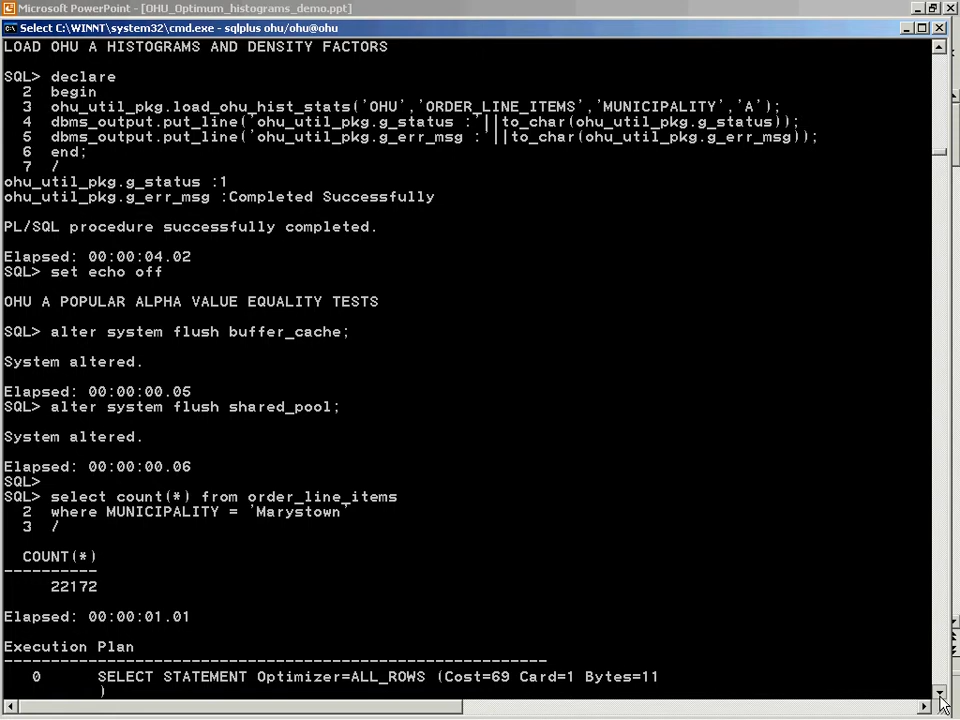 Microsoft PowerPoint - [OHU_Optimum_histograms_demo.ppt]
Select C:\WINNT\system32\cmd.exe - sqlplus ohu/ohu@ohu
LOAD OHU A HISTOGRAMS AND DENSITY FACTORS
SQL> declare
2 begin
3 ohu_util_pkg.load_ohu_hist_stats('OHU','ORDER_LINE_ITEMS','MUNICIPALITY','A');
4 dbms_output.put_line('ohu_util_pkg.g_status :'||to_char(ohu_util_pkg.g_status));
5 dbms_output.put_line('ohu_util_pkg.g_err_msg :'||to_char(ohu_util_pkg.g_err_msg));
6 end;
7 /
ohu_util_pkg.g_status :1
ohu_util_pkg.g_err_msg :Completed Successfully
PL/SQL procedure successfully completed.
Elapsed: 00:00:04.02
SQL> set echo off
OHU A POPULAR ALPHA VALUE EQUALITY TESTS
SQL> alter system flush buffer_cache;
System altered.
Elapsed: 00:00:00.05
SQL> alter system flush shared_pool;
System altered.
Elapsed: 00:00:00.06
SQL>
SQL> select count(*) from order_line_items
2 where MUNICIPALITY = 'Marystown'
3 /
COUNT(*)
----------
22172
Elapsed: 00:00:01.01
Execution Plan
----------------------------------------------------------
0 SELECT STATEMENT Optimizer=ALL_ROWS (Cost=69 Card=1 Bytes=11
)